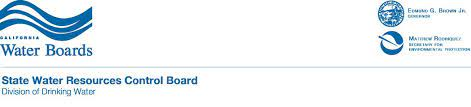 CALIFORNIA
Water Boards
EDMUND G. BROWN JR.
GOVERNOR
MATTHEW RODRIQUEZ
SECRETARY FOR
ENVIRONMENTAL PROTECTION
State Water Resources Control Board
Division of Drinking Water